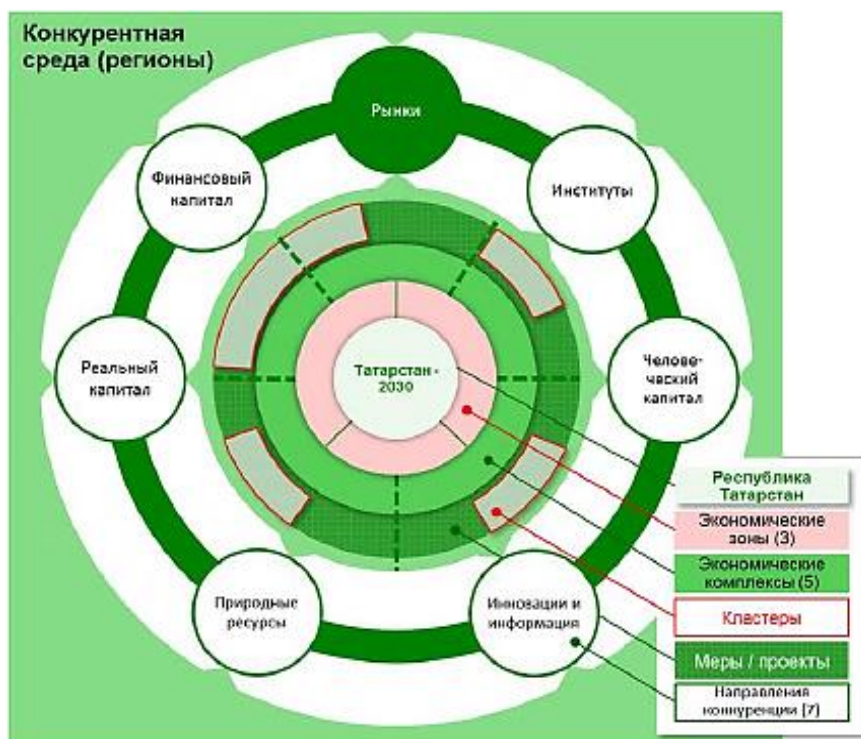 Конкурентная
среда (регионы)
Рынки
Финансовый
капитал
Институты
Реальный
капитал
Татарстан -
2030
Челове-
ческий
капитал
Природные
ресурсы
Инновации и
информация
Республика
Татарстан
Экономические
зоны (3)
Экономические
комплексы (5)
Кластеры
Меры / проекты
Направления
конкуренции (7)